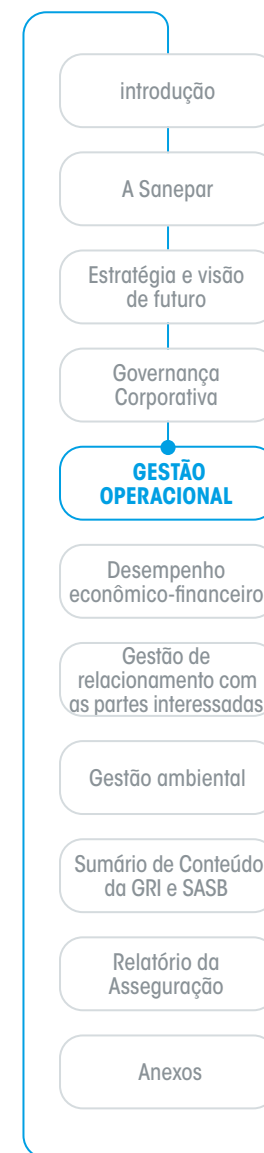 introdução
A Sanepar
Estratégia e visão
de futuro
Governança
Corporativa
GESTÃO
OPERACIONAL
Desempenho
econômico-financeiro
Gestão de
relacionamento com
as partes interessadas
Gestão ambiental
Sumário de Conteúdo
da GRI e SASB
Relatório da
Asseguração
Anexos